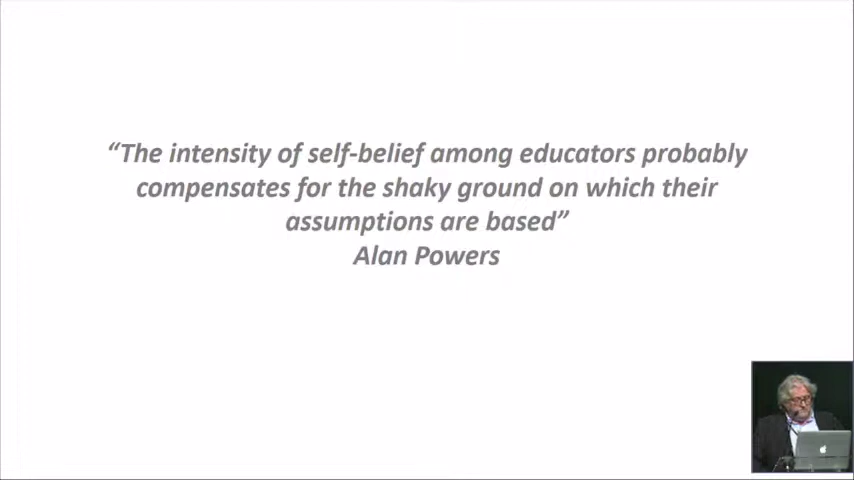 “The intensity of self-belief among educators probably
compensates for the shaky ground on which their
assumptions are based”
Alan Powers